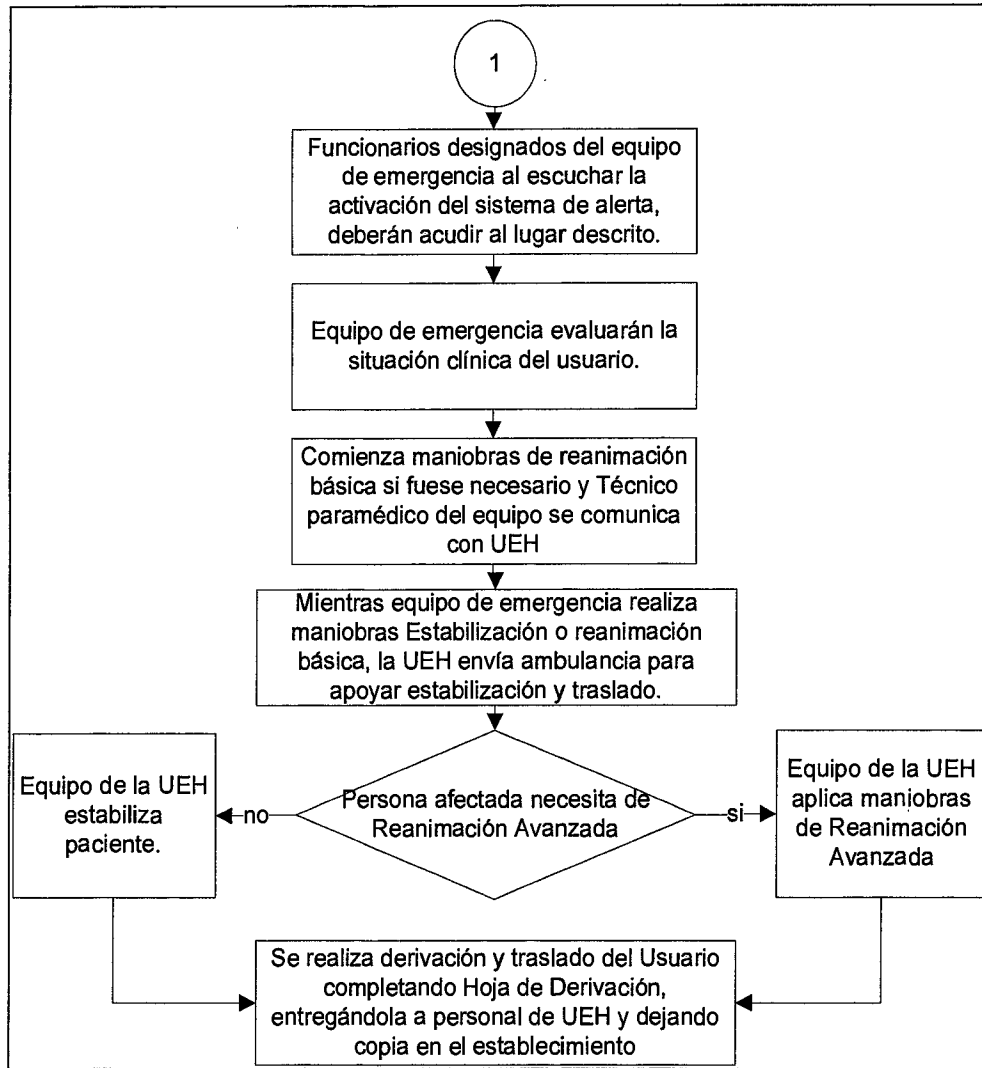 1
Funcionarios designados del equipo
de emergencia al escuchar la
activación del sistema de alerta,
deberán acudir al lugar descrito.
Equipo de emergencia evaluarán la
situación clínica del usuario.
Comienza maniobras de reanimación
básica si fuese necesario y Técnico
paramédico del equipo se comunica
con UEH
Mientras equipo de emergencia realiza
maniobras Estabilización o reanimación
básica, la UEH envía ambulancia para
apoyar estabilización y traslado.
Equipo de la UEH
estabiliza
paciente.
no
Persona afectada necesita de
Reanimación Avanzada
si
Equipo de la UEH
aplica maniobras
de Reanimación
Avanzada
Se realiza derivación y traslado del Usuario
completando Hoja de Derivación,
entregándola a personal de UEH y dejando
copia en el establecimiento